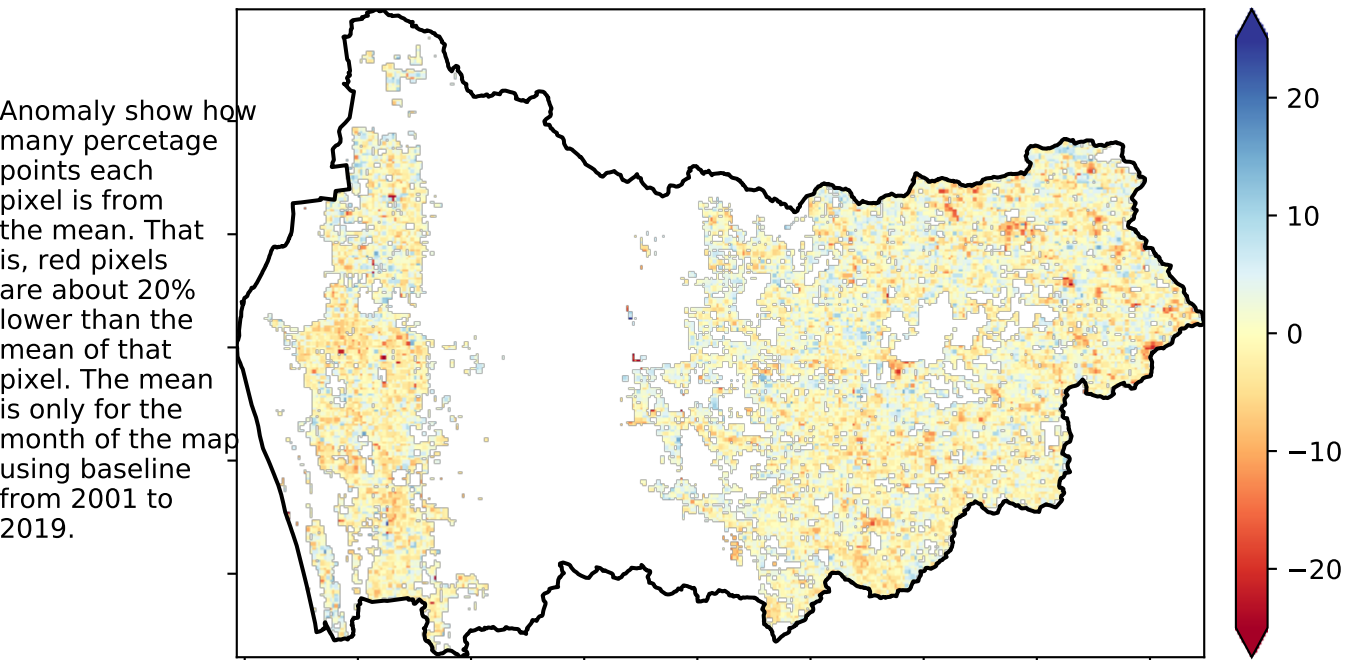 Anomaly show how
many percetage
points each
pixel is from
the mean. That
is, red pixels
are about 20%
lower than the
mean of that
pixel. The mean
is only for the
month of the map
using baseline
from 2001 to
2019.
20
10
0
−10
−20